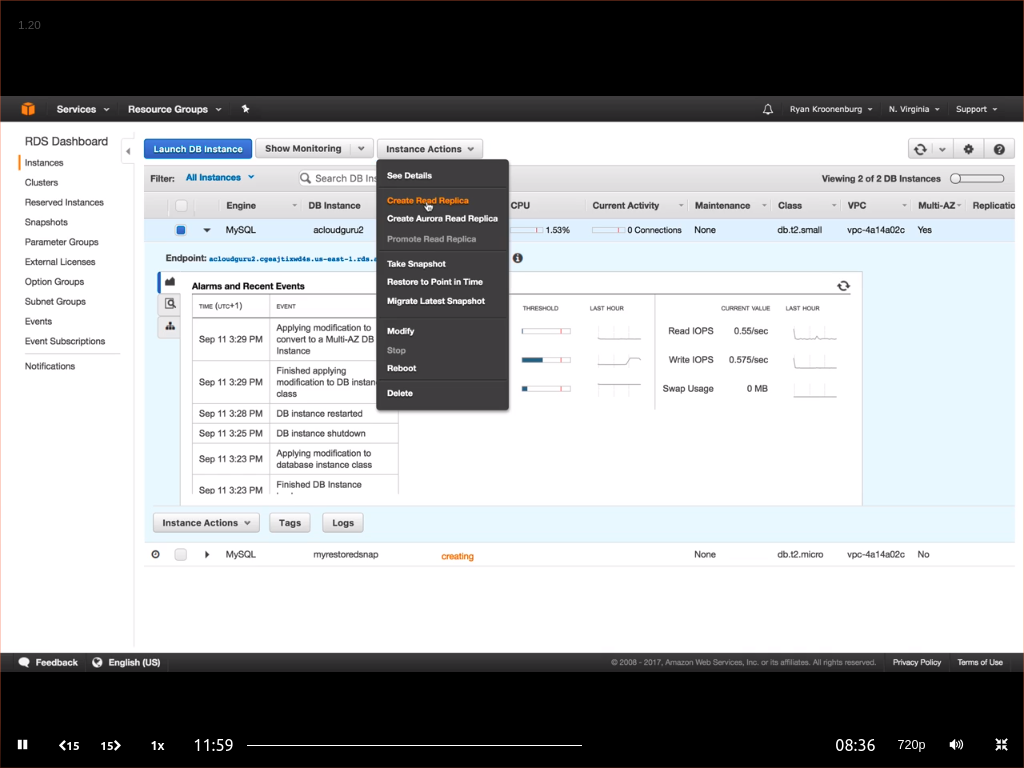 1.20
Services Resource Groups Ryan Kroonenburg N. Virginia Support
RDS Dashboard
Instances
Clusters
Reserved Instances
Snapshots
Parameter Groups
External Licenses
Option Groups
Subnet Groups
Events
Event Subscriptions
Notifications
Launch DB Instance Show Monitoring Instance Actions
Filter: All Instances Search DB Ins Viewing 2 of 2 DB Instances
Engine DB Instance CPU Current Activity Maintenance Class VPC Multi-AZ Replicatio
MySQL acloudguru2 1.53% 0 Connections None db.t2.small vpc-4a14a02c Yes
See Details
Create Read Replica
Create Aurora Read Replica
Promote Read Replica
Take Snapshot
Restore to Point in Time
Migrate Latest Snapshot
Modify
Stop
Reboot
Delete
Endpoint: acloudguru2.cgeajtizwd4s.us-east-1.rds.a
Alarms and Recent Events
TIME (UTC+1) EVENT
Sep 11 3:29 PM Applying modification to
convert to a Multi-AZ DB
Instance
Sep 11 3:29 PM Finished applying
modification to DB instan
class
Sep 11 3:28 PM DB instance restarted
Sep 11 3:25 PM DB instance shutdown
Sep 11 3:23 PM Applying modification to
database instance class
Sep 11 3:23 PM Finished DB Instance
THRESHOLD LAST HOUR CURRENT VALUE LAST HOUR
Read IOPS 0.55/sec
Write IOPS 0.575/sec
Swap Usage 0 MB
Instance Actions Tags Logs
MySQL myrestoredsnap creating None db.t2.micro vpc-4a14a02c No
Feedback English (US) © 2008 - 2017, Amazon Web Services, Inc. or its affiliates. All rights reserved. Privacy Policy Terms of Use
15 15 1x 11:59 08:36 720p